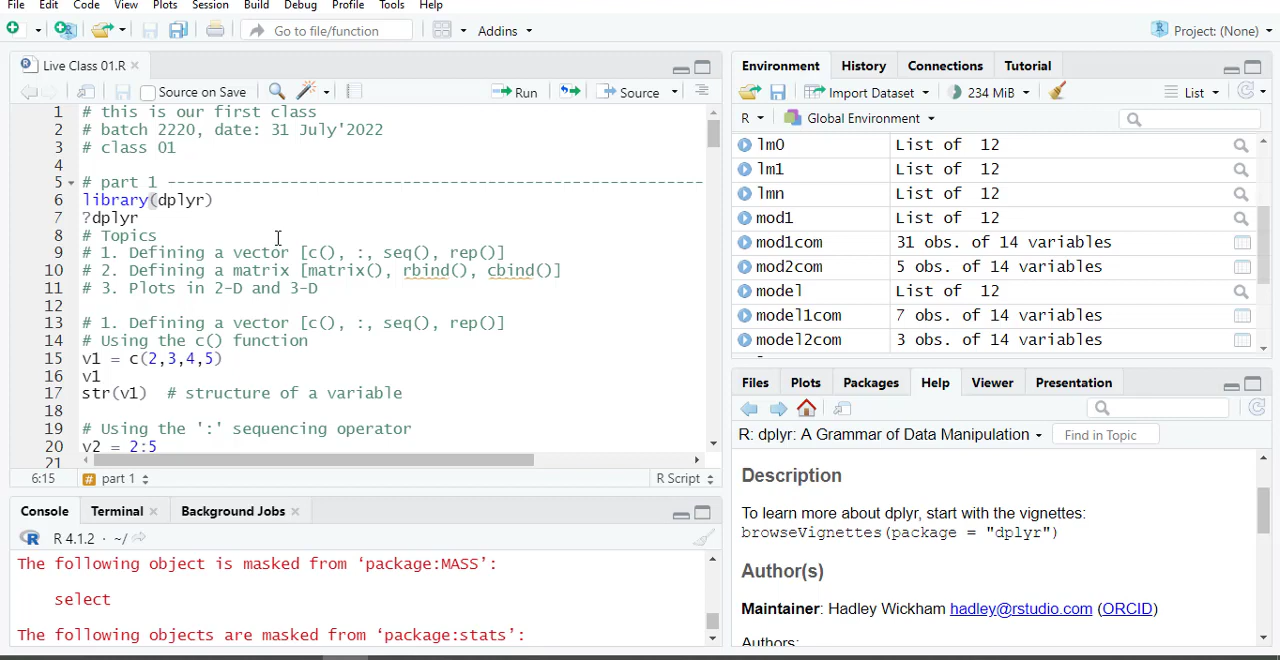 File Edit Code View Plots Session Build Debug Profile Tools Help
Go to file/function Addins Project: (None)
Live Class 01.R
Source on Save Run Source
1 # this is our first class
2 # batch 2220, date: 31 July'2022
3 # class 01
4
5 # part 1 ---------------------------------------------------------
6 library(dplyr)
7 ?dplyr
8 # Topics
9 # 1. Defining a vector [c(), :, seq(), rep()]
10 # 2. Defining a matrix [matrix(), rbind(), cbind()]
11 # 3. Plots in 2-D and 3-D
12
13 # 1. Defining a vector [c(), :, seq(), rep()]
14 # Using the c() function
15 v1 = c(2,3,4,5)
16 v1
17 str(v1)  # structure of a variable
18
19 # Using the ':' sequencing operator
20 v2 = 2:5
21
6:15 # part 1 R Script
Console Terminal Background Jobs
R R 4.1.2 · ~/
The following object is masked from ‘package:MASS’:
select
The following objects are masked from ‘package:stats’:
Environment History Connections Tutorial
Import Dataset 234 MiB List
R Global Environment
lm0 List of 12
lm1 List of 12
lmn List of 12
mod1 List of 12
mod1com 31 obs. of 14 variables
mod2com 5 obs. of 14 variables
model List of 12
model1com 7 obs. of 14 variables
model2com 3 obs. of 14 variables
Files Plots Packages Help Viewer Presentation
R: dplyr: A Grammar of Data Manipulation Find in Topic
Description
To learn more about dplyr, start with the vignettes:
browseVignettes(package = "dplyr")
Author(s)
Maintainer: Hadley Wickham hadley@rstudio.com (ORCID)
Authors: